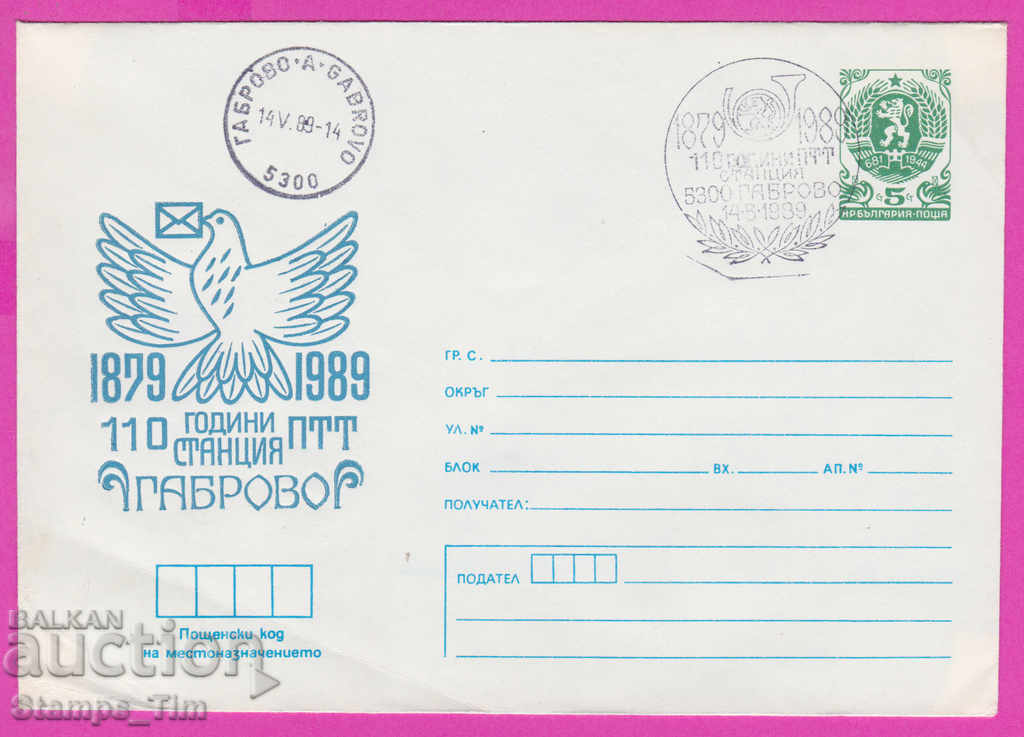 ГАБРОВО • А • GABROVO
14 V. 89-14
5300
1879 1989
110 ГОДИНИ ПТТ
СТАНЦИЯ
5300 ГАБРОВО
14-5-1989
681 1944
5 Ст
НР БЪЛГАРИЯ·ПОЩА
1879 1989
110 ГОДИНИ СТАНЦИЯ ПТТ
ГАБРОВО
ГР. С.
ОКРЪГ
УЛ. №
БЛОК ВХ. АП. №
ПОЛУЧАТЕЛ:
ПОДАТЕЛ
Пощенски код
на местоназначението
BALKAN
auction
Stamps_Tim